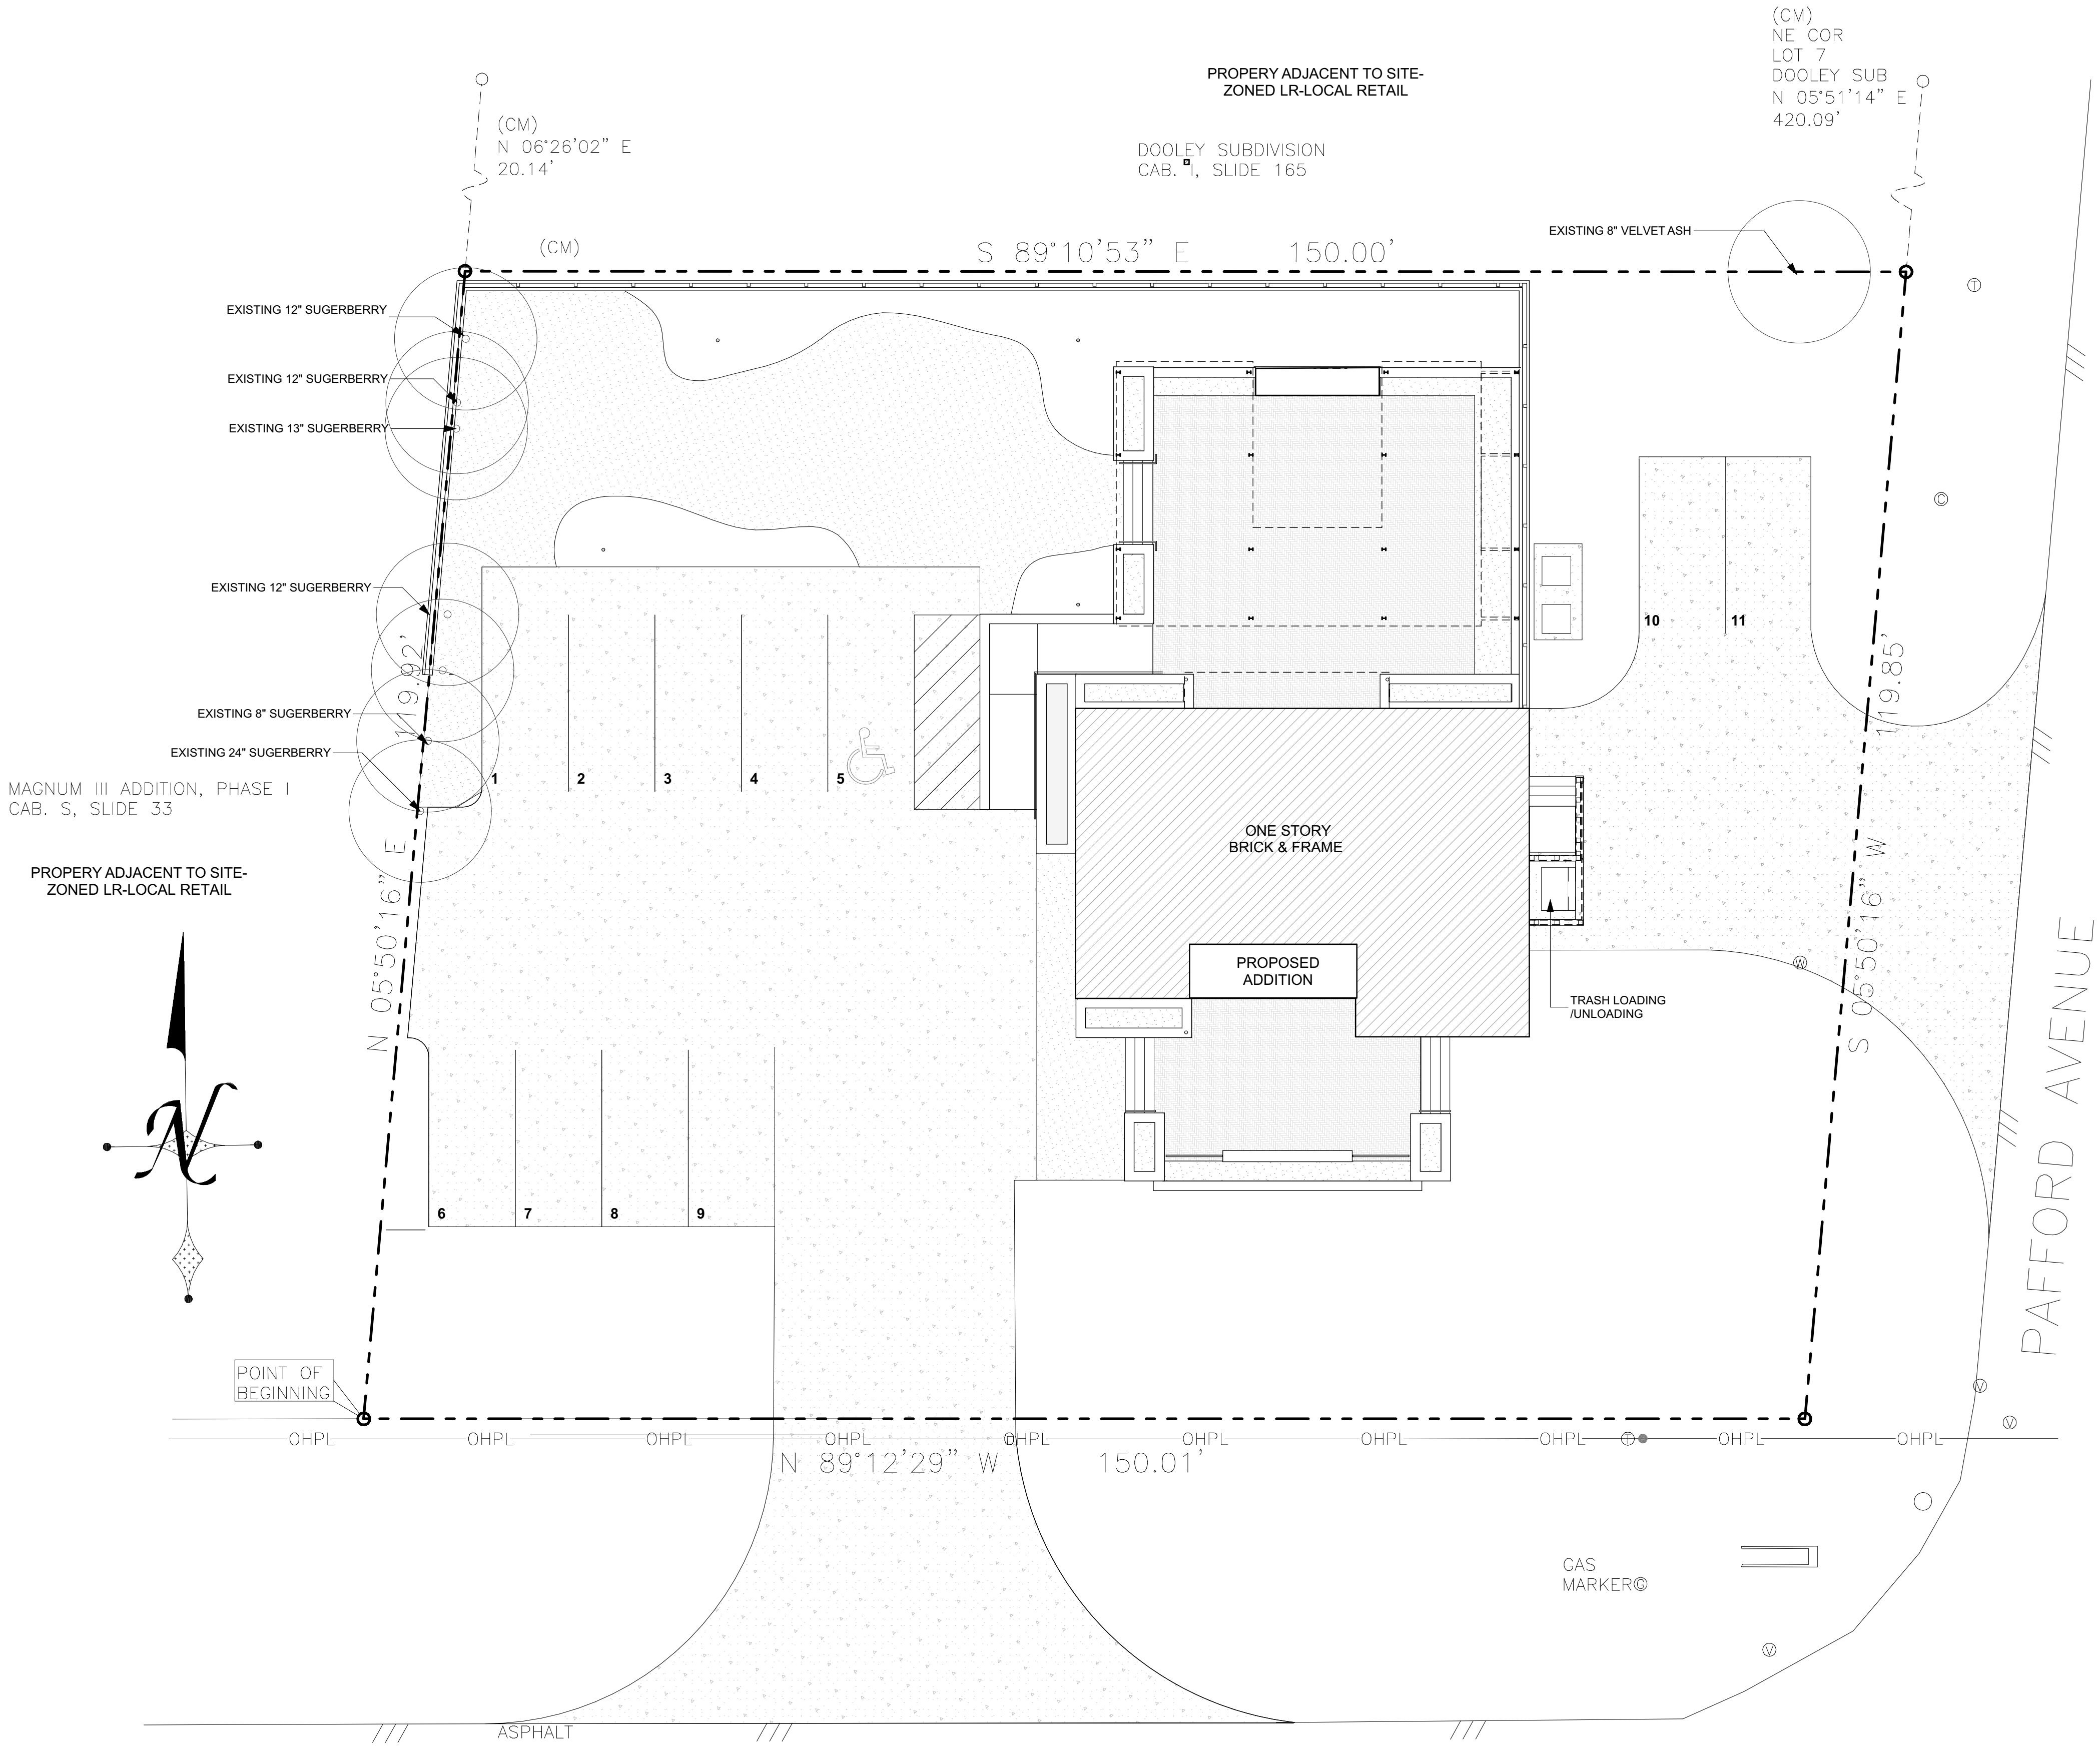 (CM)
NE COR
LOT 7
DOOLEY SUB
N 05°51'14" E
420.09'
PROPERY ADJACENT TO SITE-
ZONED LR-LOCAL RETAIL
(CM)
N 06°26'02" E
20.14'
DOOLEY SUBDIVISION
CAB. I, SLIDE 165
EXISTING 8" VELVET ASH
(CM)
S 89°10'53" E 150.00'
T
EXISTING 12" SUGERBERRY
EXISTING 12" SUGERBERRY
EXISTING 13" SUGERBERRY
C
EXISTING 12" SUGERBERRY
10
11
119.92'
119.85'
EXISTING 8" SUGERBERRY
EXISTING 24" SUGERBERRY
1
2
3
4
5
MAGNUM III ADDITION, PHASE I
CAB. S, SLIDE 33
ONE STORY
BRICK & FRAME
PROPERY ADJACENT TO SITE-
ZONED LR-LOCAL RETAIL
N 05°50'16" E
S 05°50'16" W
PROPOSED
ADDITION
W
TRASH LOADING
/UNLOADING
PAFFORD AVENUE
N
6
7
8
9
POINT OF
BEGINNING
V
V
OHPL OHPL OHPL OHPL OHPL OHPL OHPL OHPL T OHPL OHPL
N 89°12'29" W 150.01'
GAS
MARKER G
V
ASPHALT